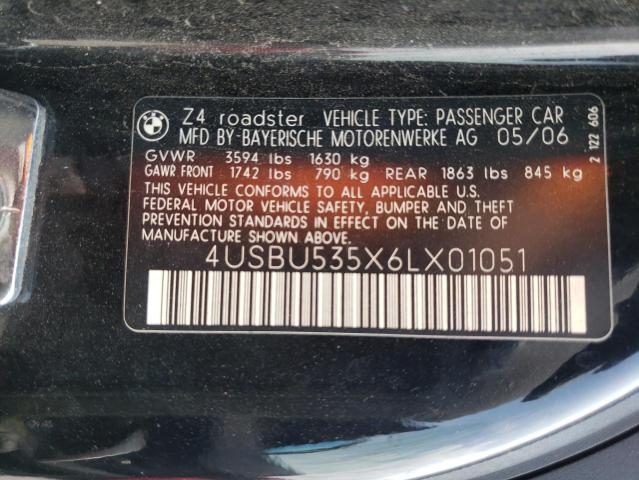 Z4 roadster VEHICLE TYPE: PASSENGER CAR
MFD BY BAYERISCHE MOTORENWERKE AG 05/06
GVWR 3594 lbs 1630 kg
GAWR FRONT 1742 lbs 790 kg REAR 1863 lbs 845 kg
THIS VEHICLE CONFORMS TO ALL APPLICABLE U.S.
FEDERAL MOTOR VEHICLE SAFETY, BUMPER AND THEFT
PREVENTION STANDARDS IN EFFECT ON THE DATE OF
MANUFACTURE SHOWN ABOVE.
4USBU535X6LX01051
2 122 606